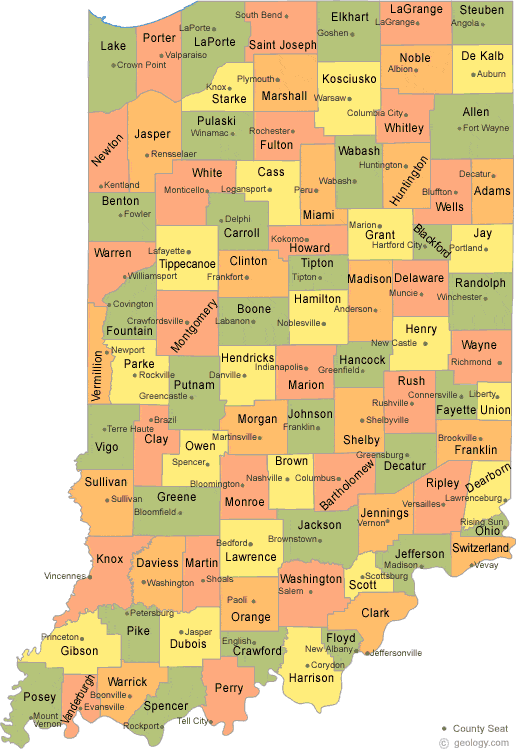 Steuben
Angola
LaGrange
LaGrange
Elkhart
Goshen
South Bend
Saint Joseph
LaPorte
LaPorte
Porter
Valparaiso
Lake
Crown Point
De Kalb
Auburn
Noble
Albion
Kosciusko
Warsaw
Plymouth
Marshall
Knox
Starke
Allen
Fort Wayne
Columbia City
Whitley
Pulaski
Winamac
Rochester
Fulton
Jasper
Rensselaer
Newton
Kentland
Wabash
Wabash
Huntington
Huntington
Cass
Logansport
Peru
Miami
White
Monticello
Decatur
Adams
Bluffton
Wells
Benton
Fowler
Delphi
Carroll
Marion
Grant
Hartford City
Blackford
Jay
Portland
Kokomo
Howard
Warren
Williamsport
Lafayette
Tippecanoe
Clinton
Frankfort
Tipton
Tipton
Madison
Anderson
Delaware
Muncie
Randolph
Winchester
Hamilton
Noblesville
Covington
Fountain
Crawfordsville
Montgomery
Boone
Lebanon
Henry
New Castle
Wayne
Richmond
Vermillion
Newport
Parke
Rockville
Hendricks
Danville
Indianapolis
Marion
Hancock
Greenfield
Putnam
Greencastle
Rush
Rushville
Connersville
Fayette
Liberty
Union
Terre Haute
Vigo
Brazil
Clay
Morgan
Martinsville
Johnson
Franklin
Shelby
Shelbyville
Brookville
Franklin
Owen
Spencer
Greensburg
Decatur
Brown
Nashville
Columbus
Bartholomew
Sullivan
Sullivan
Bloomington
Monroe
Greene
Bloomfield
Ripley
Versailles
Dearborn
Lawrenceburg
Jennings
Vernon
Rising Sun
Ohio
Jackson
Brownstown
Bedford
Lawrence
Jefferson
Madison
Switzerland
Vevay
Knox
Vincennes
Daviess
Washington
Martin
Shoals
Washington
Salem
Scottsburg
Scott
Paoli
Orange
Clark
Jeffersonville
Petersburg
Pike
Jasper
Dubois
Princeton
Gibson
English
Crawford
Floyd
New Albany
Corydon
Harrison
Posey
Mount
Vernon
Vanderburgh
Evansville
Warrick
Boonville
Spencer
Rockport
Perry
Tell City
County Seat
© geology.com